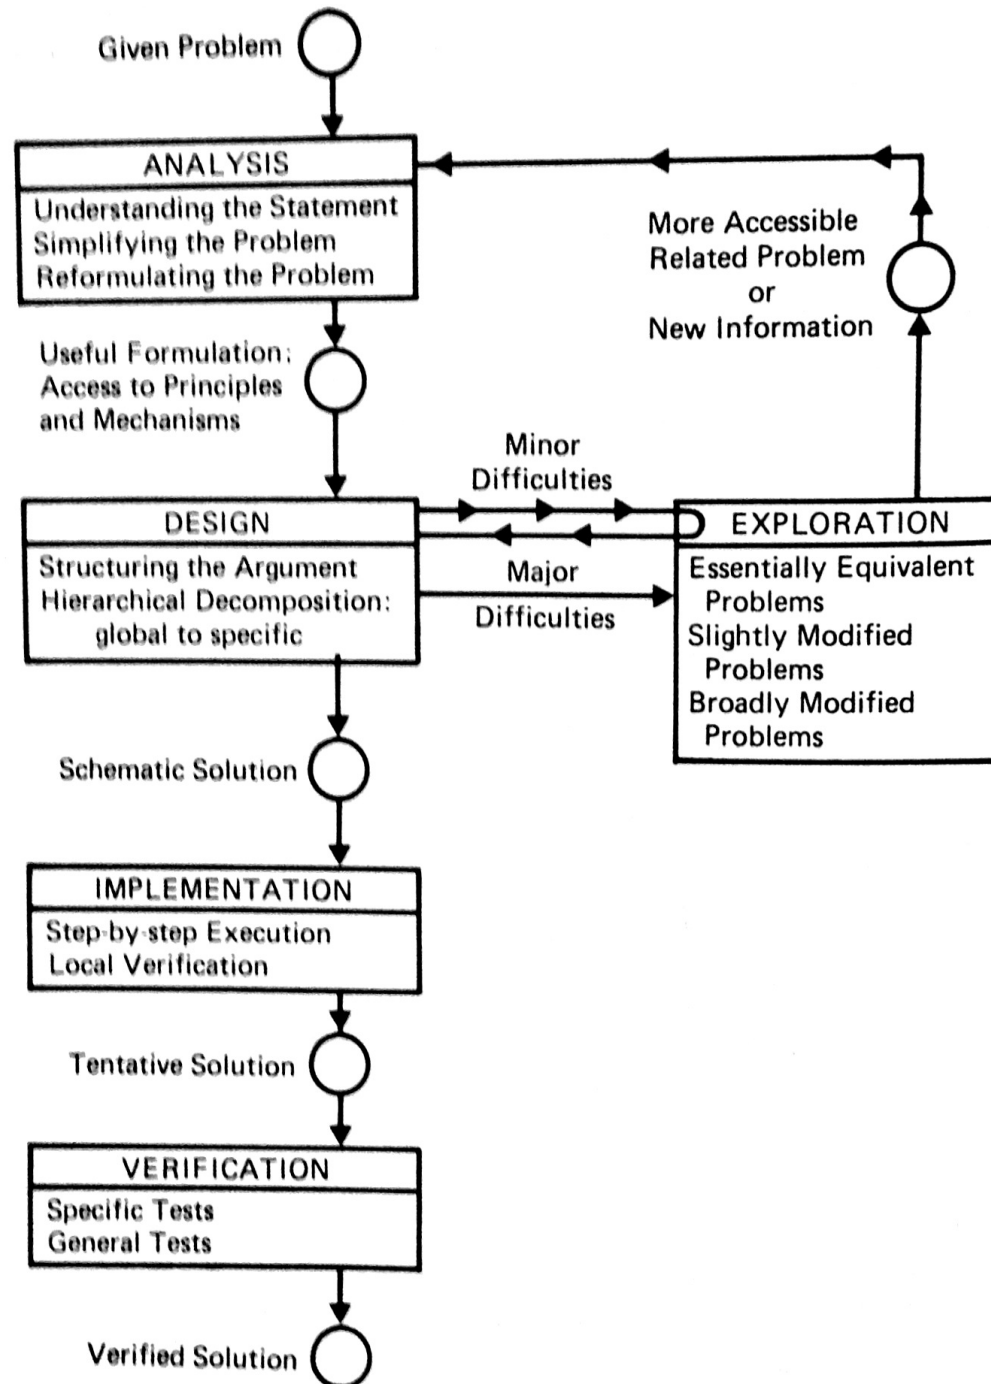 Given Problem
ANALYSIS
Understanding the Statement
Simplifying the Problem
Reformulating the Problem
More Accessible
Related Problem
or
New Information
Useful Formulation:
Access to Principles
and Mechanisms
Minor
Difficulties
DESIGN
Structuring the Argument
Hierarchical Decomposition:
global to specific
Major
Difficulties
EXPLORATION
Essentially Equivalent
Problems
Slightly Modified
Problems
Broadly Modified
Problems
Schematic Solution
IMPLEMENTATION
Step-by-step Execution
Local Verification
Tentative Solution
VERIFICATION
Specific Tests
General Tests
Verified Solution